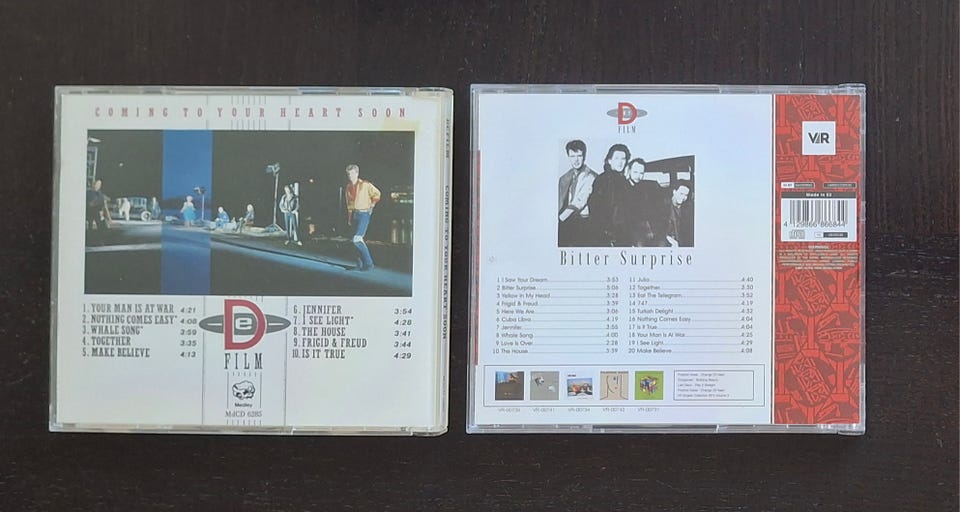 COMING TO YOUR HEART SOON
1. YOUR MAN IS AT WAR 4:21
2. NOTHING COMES EASY* 4:08
3. WHALE SONG* 3:59
4. TOGETHER 3:35
5. MAKE BELIEVE 4:13
De
FILM
Medley
MdCD 6285
6. JENNIFER 3:54
7. I SEE LIGHT* 4:28
8. THE HOUSE 3:41
9. FRIGID & FREUD 3:44
10. IS IT TRUE 4:29
COMING TO YOUR HEART SOON
D
FILM
Bitter Surprise
1 I Saw Your Dream 3:53
2 Bitter Surprise 5:06
3 Yellow in My Head 3:28
4 Frigid & Freud 3:39
5 Here We Are 3:06
6 Cuba Libra 4:19
7 Jennifer 3:55
8 Whale Song 4:00
9 Love Is Over 3:28
10 The House 3:39
11 Julia 4:40
12 Together 3:30
13 Eat The Telegram 3:52
14 747 4:19
15 Turkish Delight 4:32
16 Nothing Comes Easy 4:04
17 Is It True 4:04
18 Your Man Is At War 4:25
19 I See Light 4:29
20 Make Believe 4:08
V/R
Made in EU
4 129866 866844